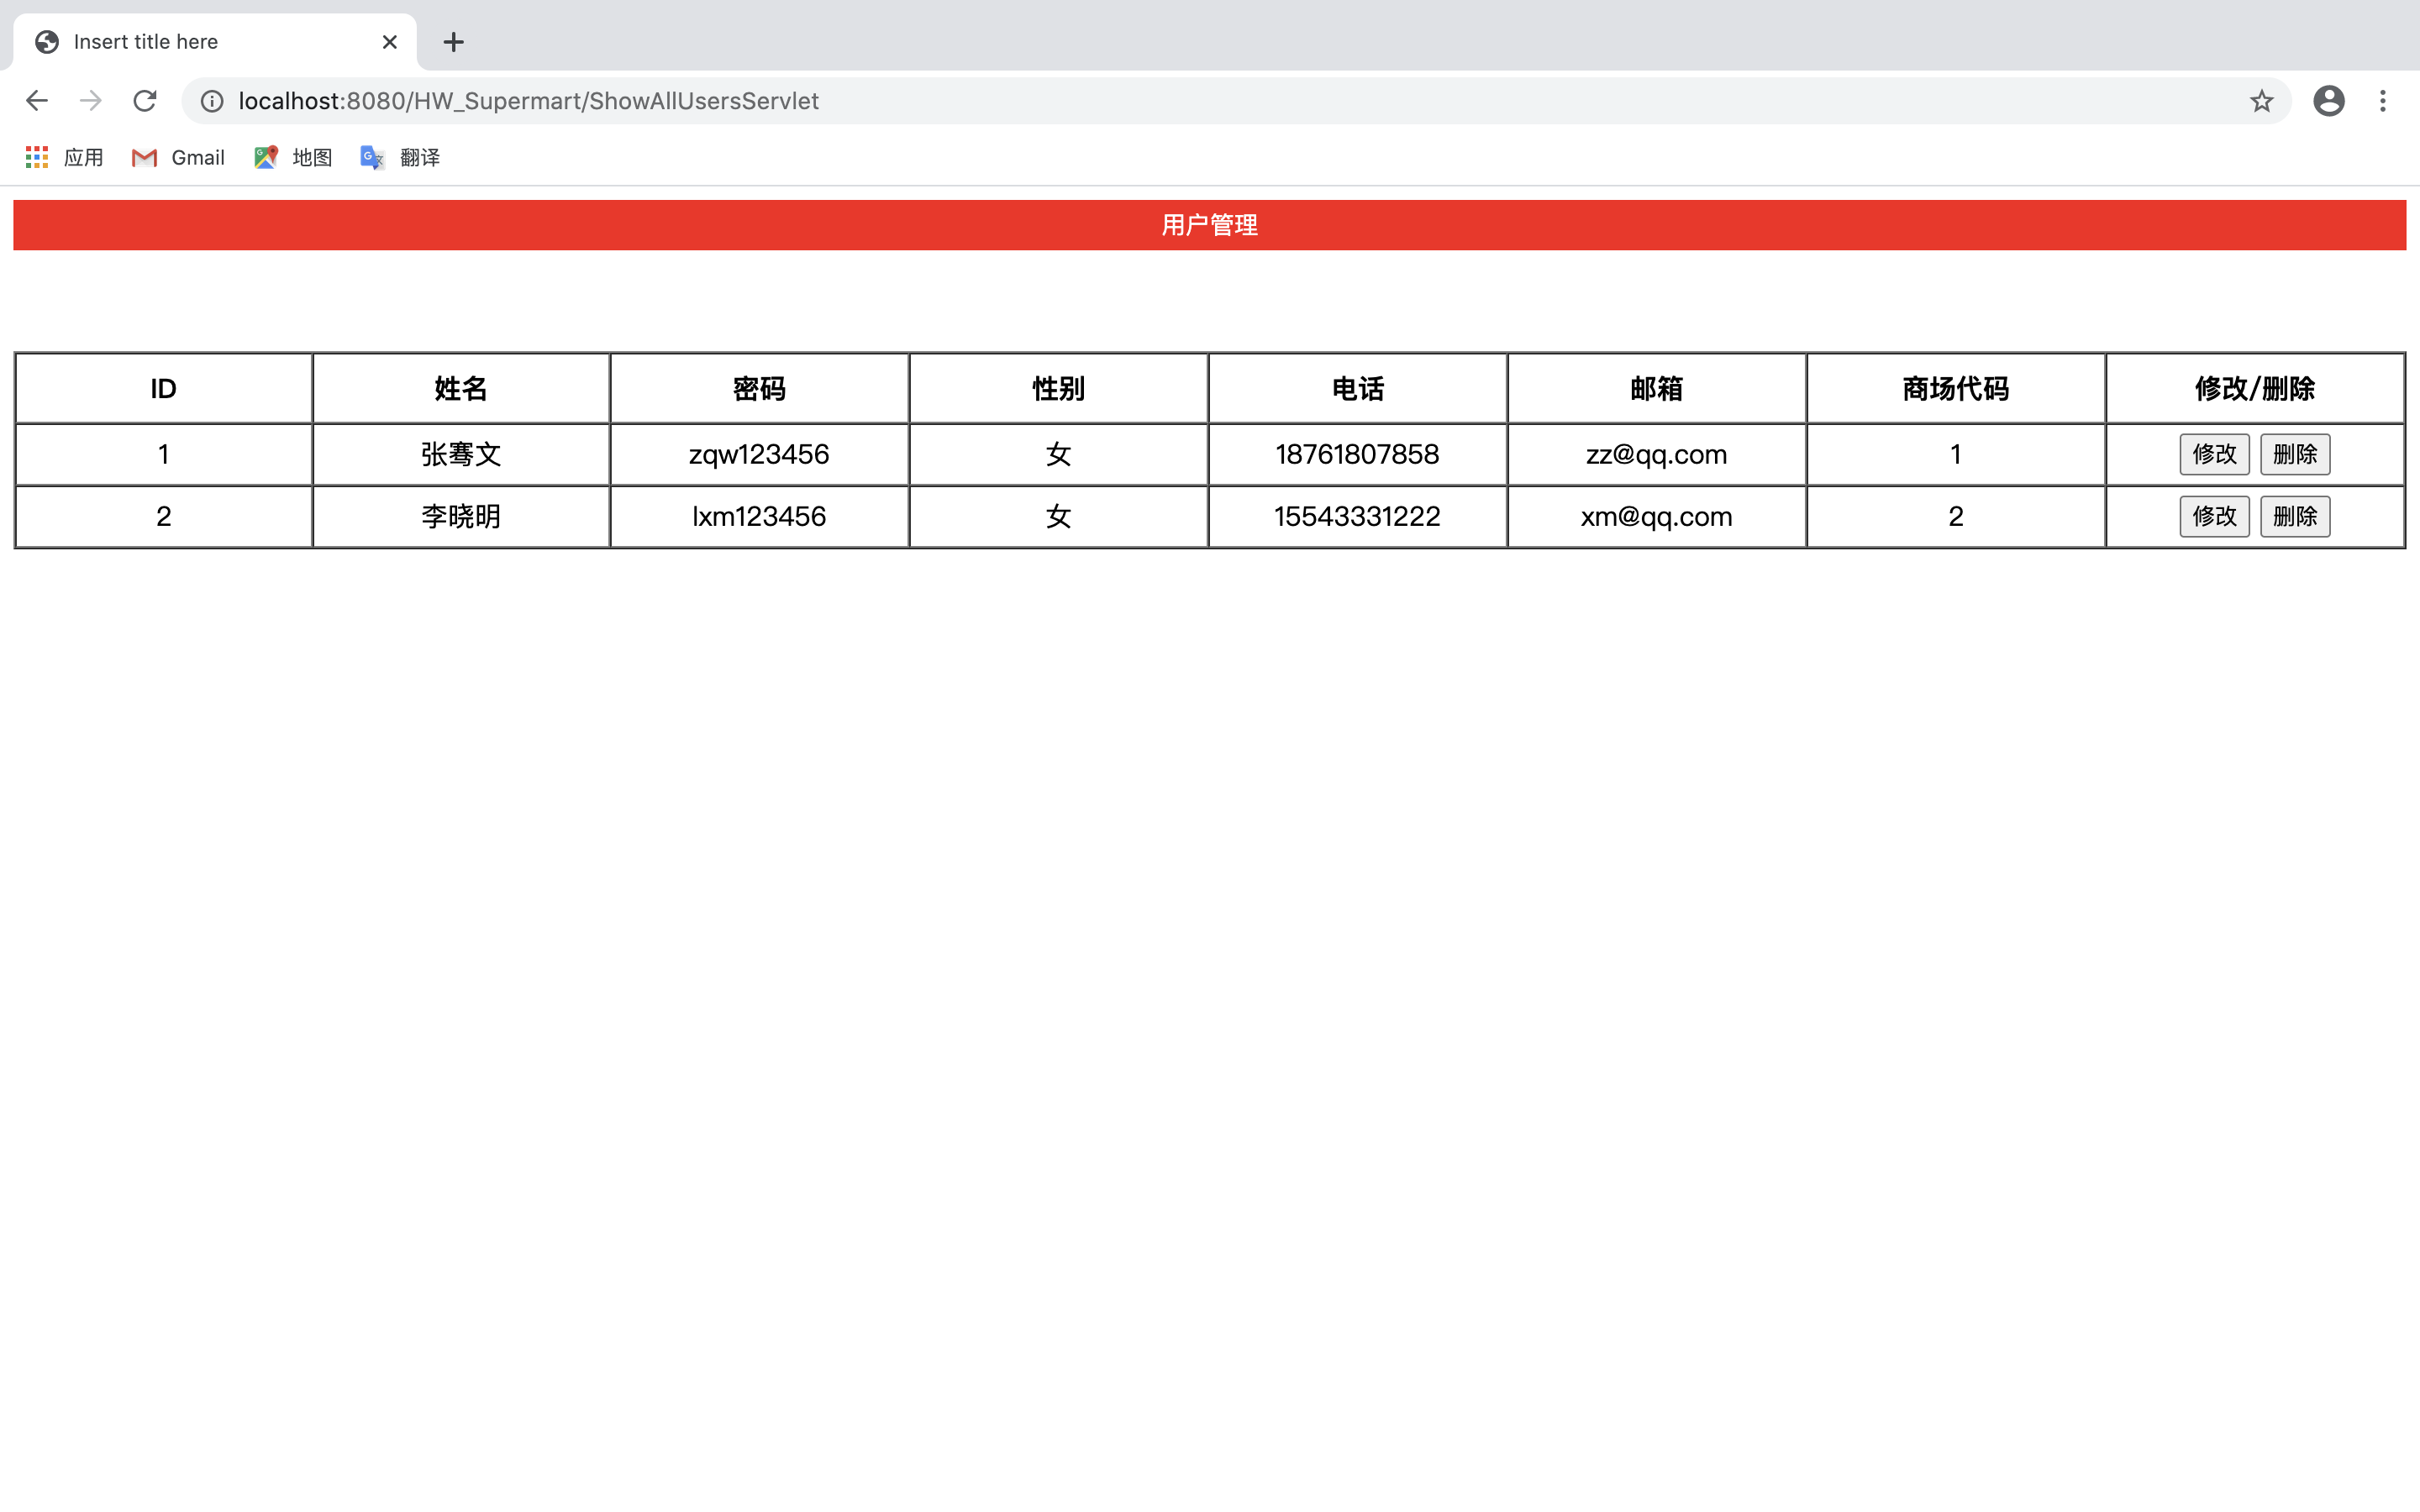 Insert title here
localhost:8080/HW_Supermart/ShowAllUsersServlet
应用 Gmail 地图 翻译
用户管理
ID 姓名 密码 性别 电话 邮箱 商场代码 修改/删除
1 张骞文 zqw123456 女 18761807858 zz@qq.com 1 修改 删除
2 李晓明 lxm123456 女 15543331222 xm@qq.com 2 修改 删除